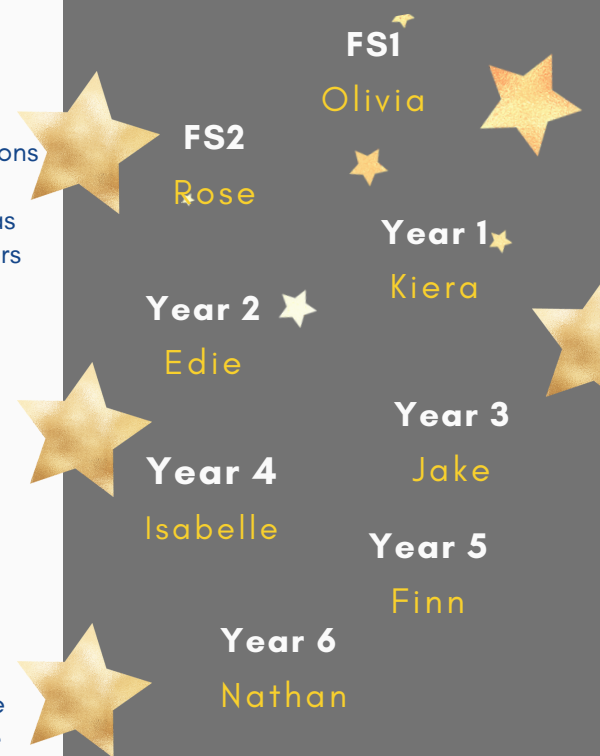 FS1
Olivia
FS2
Rose
Year 1
Kiera
Year 2
Edie
Year 3
Jake
Year 4
Isabelle
Year 5
Finn
Year 6
Nathan